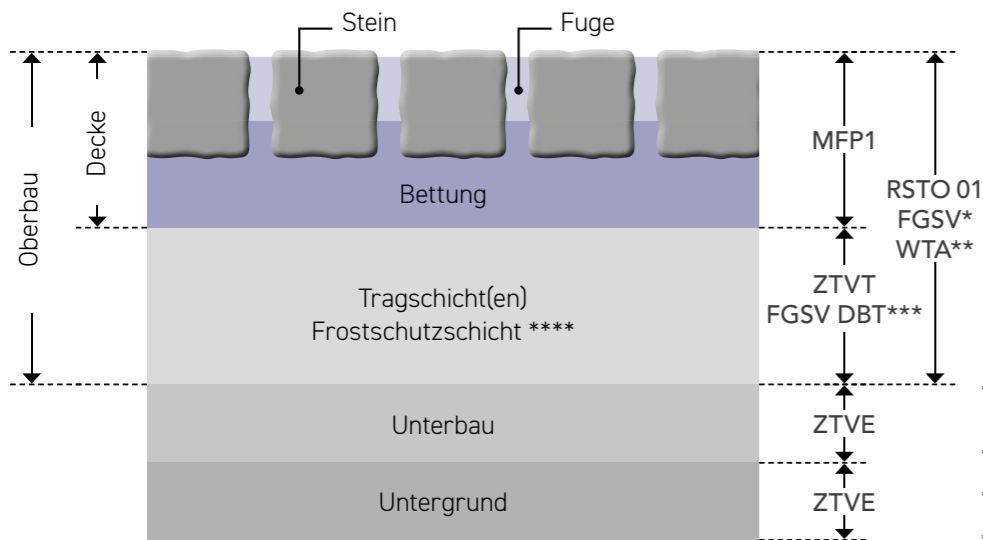 Stein
Fuge
Oberbau
Decke
Bettung
MFP1
RSTO 01
FGSV*
WTA**
Tragschicht(en)
Frostschutzschicht ****
ZTVT
FGSV DBT***
Unterbau
ZTVE
Untergrund
ZTVE